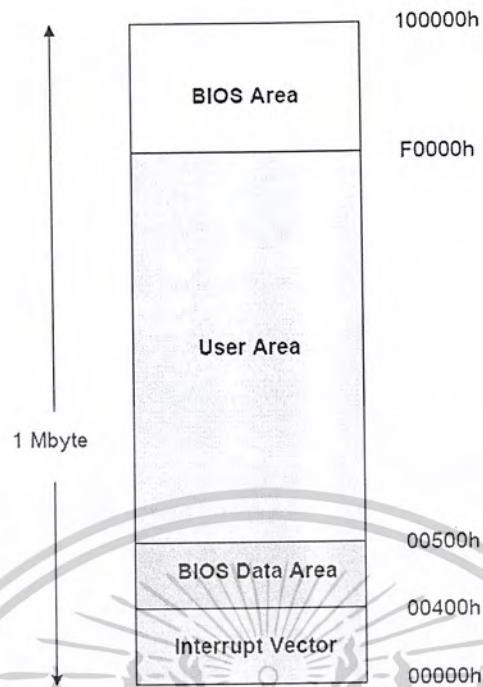 100000h
BIOS Area
F0000h
User Area
1 Mbyte
00500h
BIOS Data Area
00400h
Interrupt Vector
00000h